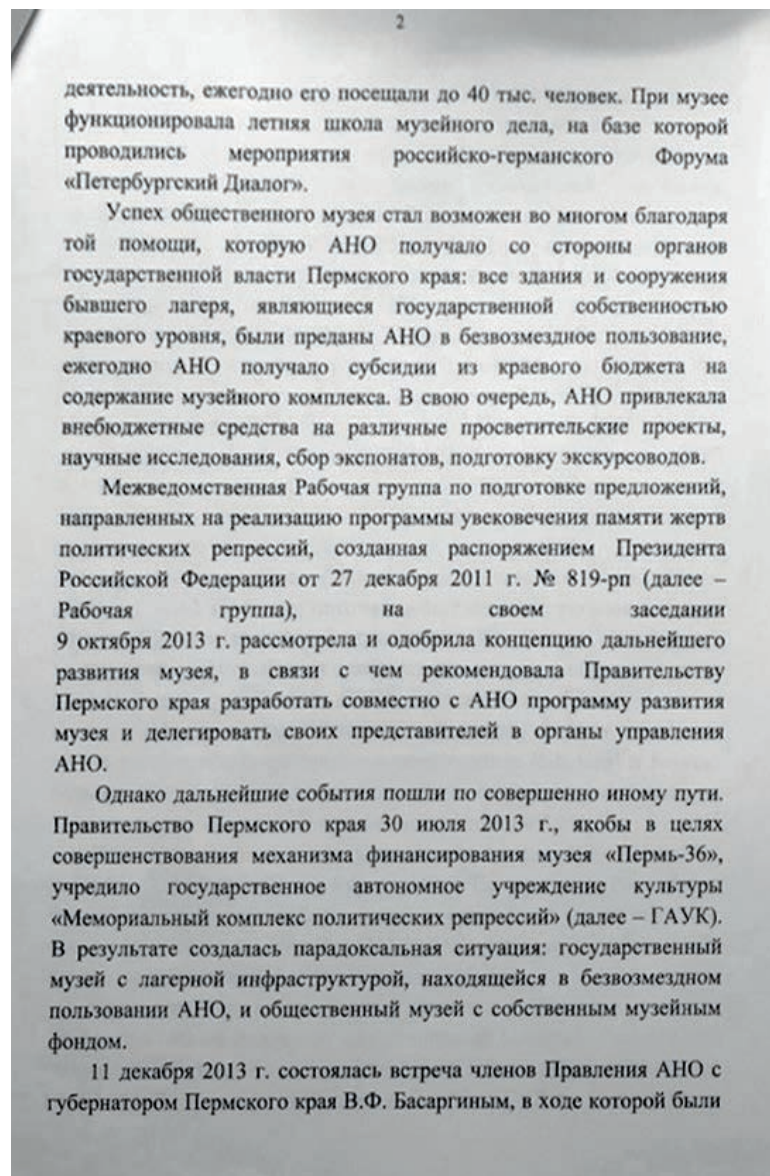 2
деятельность, ежегодно его посещали до 40 тыс. человек. При музее
функционировала летняя школа музейного дела, на базе которой
проводились мероприятия российско-германского Форума
«Петербургский Диалог».
Успех общественного музея стал возможен во многом благодаря
той помощи, которую АНО получало со стороны органов
государственной власти Пермского края: все здания и сооружения
бывшего лагеря, являющиеся государственной собственностью
краевого уровня, были преданы АНО в безвозмездное пользование,
ежегодно АНО получало субсидии из краевого бюджета на
содержание музейного комплекса. В свою очередь, АНО привлекала
внебюджетные средства на различные просветительские проекты,
научные исследования, сбор экспонатов, подготовку экскурсоводов.
Межведомственная Рабочая группа по подготовке предложений,
направленных на реализацию программы увековечения памяти жертв
политических репрессий, созданная распоряжением Президента
Российской Федерации от 27 декабря 2011 г. № 819-рп (далее –
Рабочая группа), на своем заседании
9 октября 2013 г. рассмотрела и одобрила концепцию дальнейшего
развития музея, в связи с чем рекомендовала Правительству
Пермского края разработать совместно с АНО программу развития
музея и делегировать своих представителей в органы управления
АНО.
Однако дальнейшие события пошли по совершенно иному пути.
Правительство Пермского края 30 июля 2013 г., якобы в целях
совершенствования механизма финансирования музея «Пермь-36»,
учредило государственное автономное учреждение культуры
«Мемориальный комплекс политических репрессий» (далее – ГАУК).
В результате создалась парадоксальная ситуация: государственный
музей с лагерной инфраструктурой, находящейся в безвозмездном
пользовании АНО, и общественный музей с собственным музейным
фондом.
11 декабря 2013 г. состоялась встреча членов Правления АНО с
губернатором Пермского края В.Ф. Басаргиным, в ходе которой были